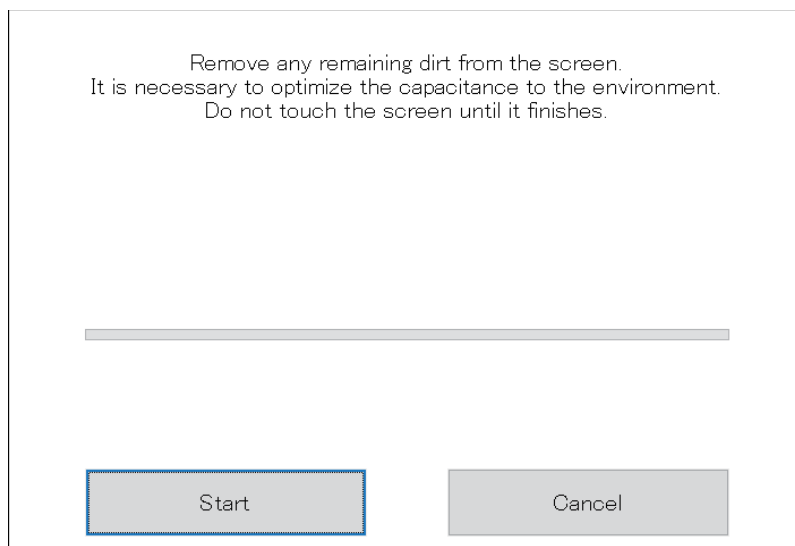 Remove any remaining dirt from the screen.
It is necessary to optimize the capacitance to the environment.
Do not touch the screen until it finishes.
Start
Cancel